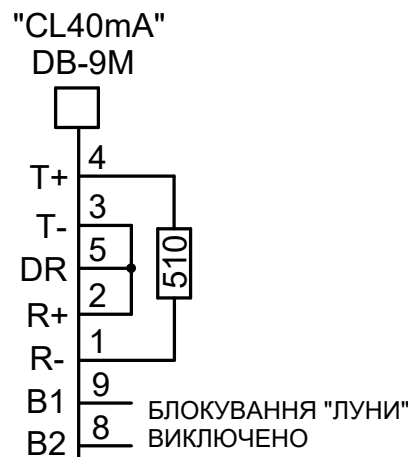 "CL40mA"
DB-9M
T+ 4
T- 3
DR 5
R+ 2
R- 1
510
B1 9
B2 8
БЛОКУВАННЯ "ЛУНИ"
ВИКЛЮЧЕНО